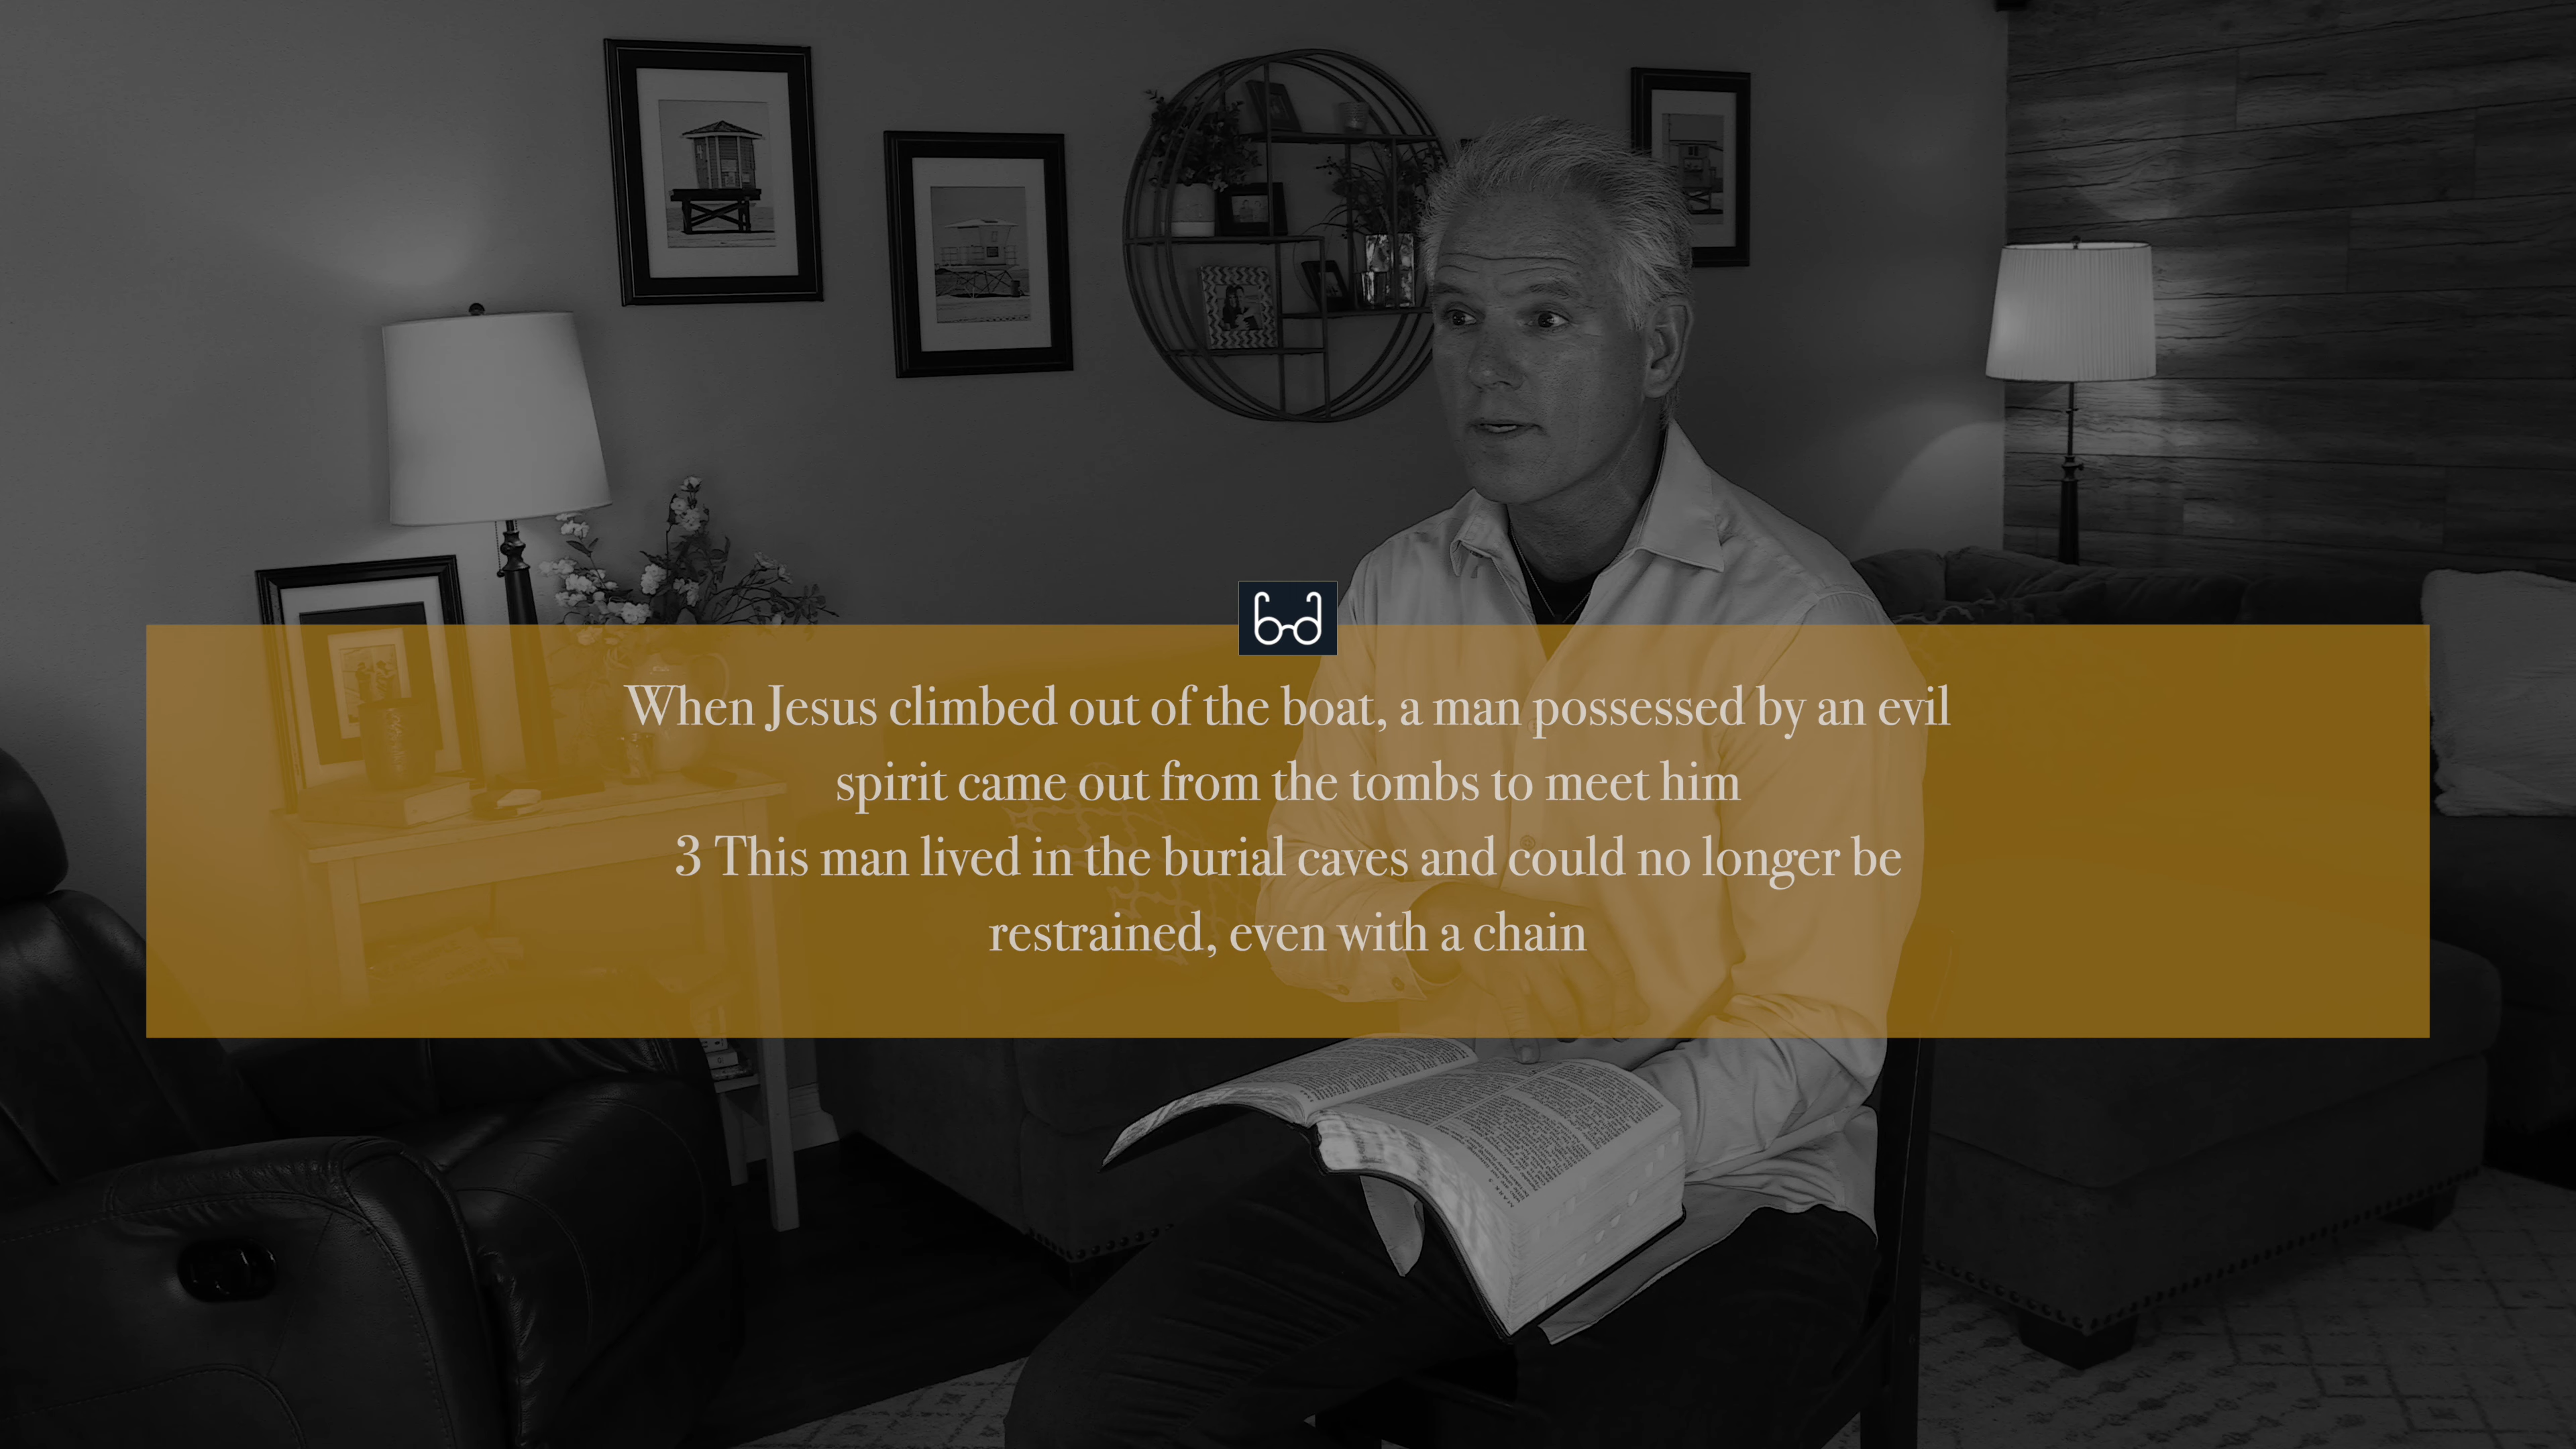 When Jesus climbed out of the boat, a man possessed by an evil
spirit came out from the tombs to meet him
3 This man lived in the burial caves and could no longer be
restrained, even with a chain